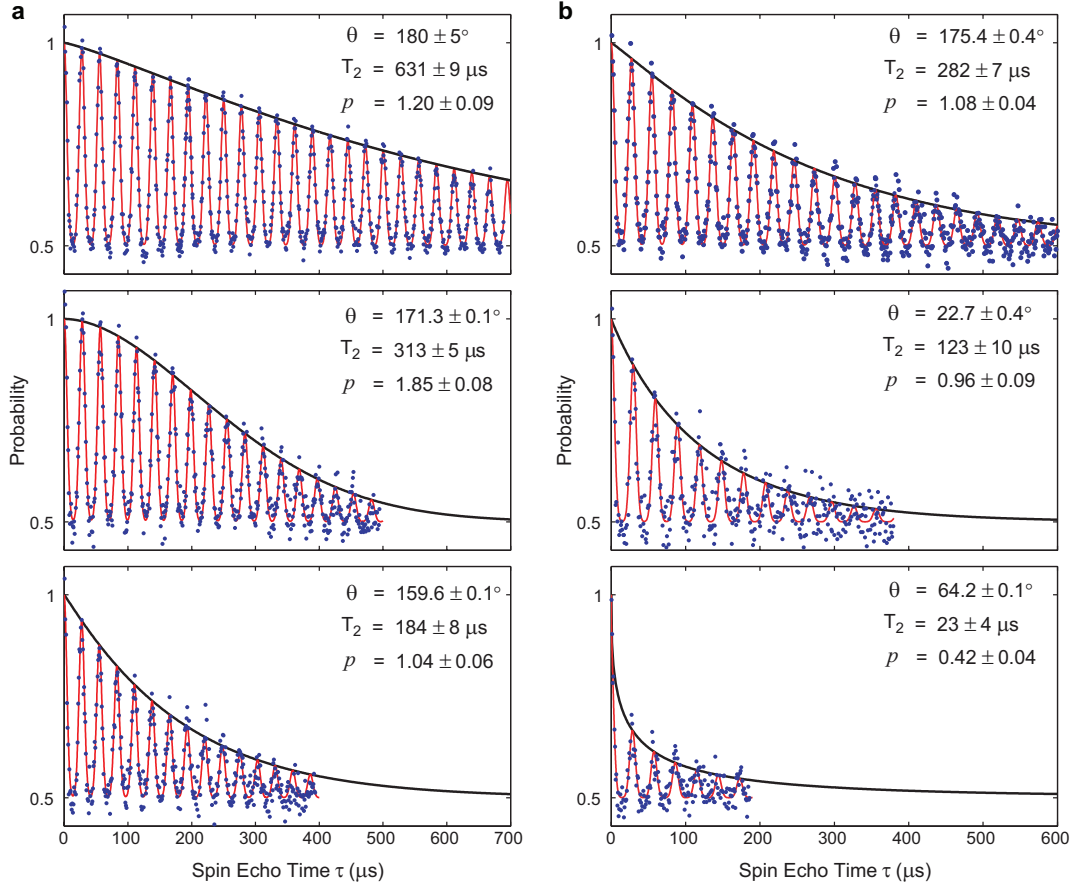 a
θ = 180 ± 5°
T₂ = 631 ± 9 μs
p = 1.20 ± 0.09
1
0.5
θ = 171.3 ± 0.1°
T₂ = 313 ± 5 μs
p = 1.85 ± 0.08
1
0.5
Probability
θ = 159.6 ± 0.1°
T₂ = 184 ± 8 μs
p = 1.04 ± 0.06
1
0.5
0 100 200 300 400 500 600 700
Spin Echo Time τ (μs)
b
θ = 175.4 ± 0.4°
T₂ = 282 ± 7 μs
p = 1.08 ± 0.04
1
0.5
θ = 22.7 ± 0.4°
T₂ = 123 ± 10 μs
p = 0.96 ± 0.09
1
0.5
Probability
θ = 64.2 ± 0.1°
T₂ = 23 ± 4 μs
p = 0.42 ± 0.04
1
0.5
0 100 200 300 400 500 600
Spin Echo Time τ (μs)